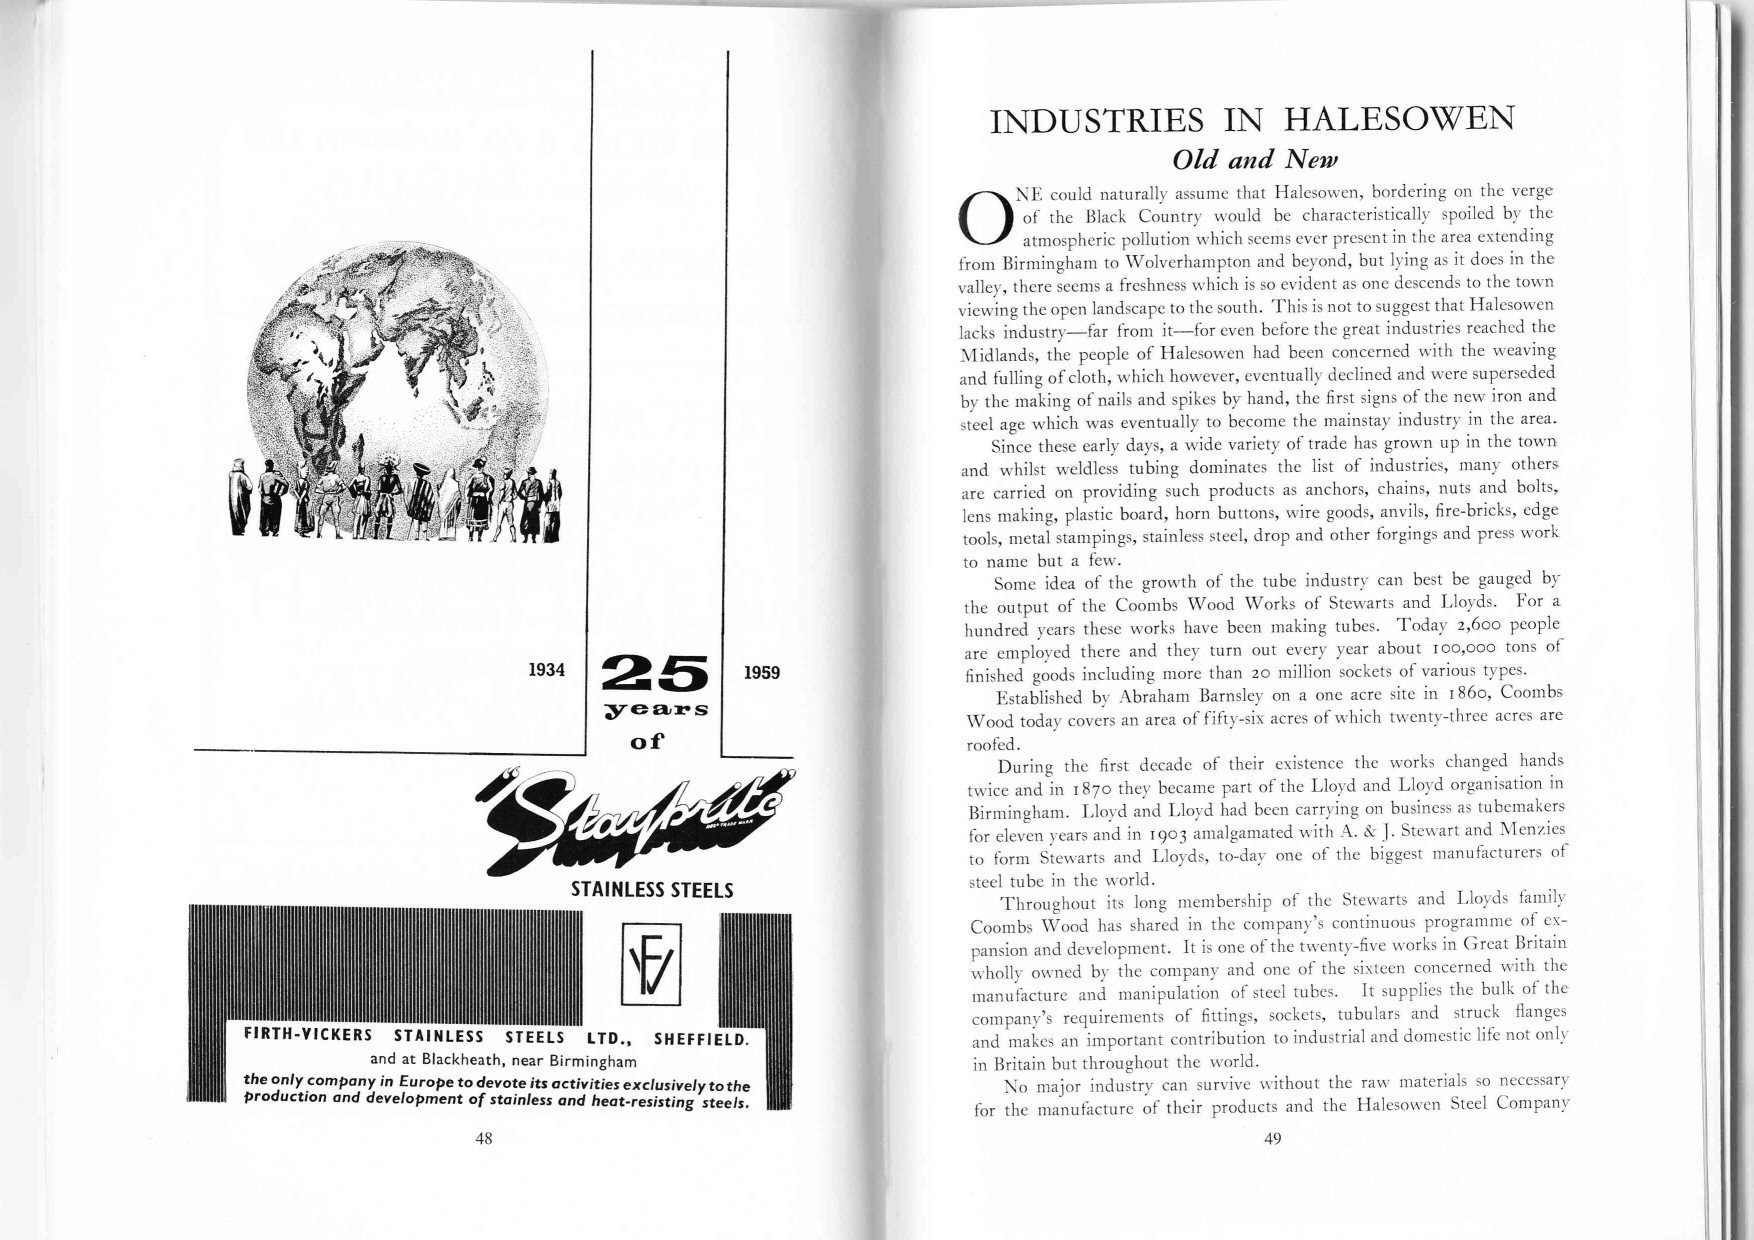 1934
25
years
of
1959
"Staybrite"
REGD TRADE MARK
STAINLESS STEELS
FV
FIRTH-VICKERS STAINLESS STEELS LTD., SHEFFIELD.
and at Blackheath, near Birmingham
the only company in Europe to devote its activities exclusively to the
production and development of stainless and heat-resisting steels.
48
INDUSTRIES IN HALESOWEN
Old and New
ONE could naturally assume that Halesowen, bordering on the verge
of the Black Country would be characteristically spoiled by the
atmospheric pollution which seems ever present in the area extending
from Birmingham to Wolverhampton and beyond, but lying as it does in the
valley, there seems a freshness which is so evident as one descends to the town
viewing the open landscape to the south. This is not to suggest that Halesowen
lacks industry—far from it—for even before the great industries reached the
Midlands, the people of Halesowen had been concerned with the weaving
and fulling of cloth, which however, eventually declined and were superseded
by the making of nails and spikes by hand, the first signs of the new iron and
steel age which was eventually to become the mainstay industry in the area.
Since these early days, a wide variety of trade has grown up in the town
and whilst weldless tubing dominates the list of industries, many others
are carried on providing such products as anchors, chains, nuts and bolts,
lens making, plastic board, horn buttons, wire goods, anvils, fire-bricks, edge
tools, metal stampings, stainless steel, drop and other forgings and press work
to name but a few.
Some idea of the growth of the tube industry can best be gauged by
the output of the Coombs Wood Works of Stewarts and Lloyds. For a
hundred years these works have been making tubes. Today 2,600 people
are employed there and they turn out every year about 100,000 tons of
finished goods including more than 20 million sockets of various types.
Established by Abraham Barnsley on a one acre site in 1860, Coombs
Wood today covers an area of fifty-six acres of which twenty-three acres are
roofed.
During the first decade of their existence the works changed hands
twice and in 1870 they became part of the Lloyd and Lloyd organisation in
Birmingham. Lloyd and Lloyd had been carrying on business as tubemakers
for eleven years and in 1903 amalgamated with A. & J. Stewart and Menzies
to form Stewarts and Lloyds, to-day one of the biggest manufacturers of
steel tube in the world.
Throughout its long membership of the Stewarts and Lloyds family
Coombs Wood has shared in the company's continuous programme of ex-
pansion and development. It is one of the twenty-five works in Great Britain
wholly owned by the company and one of the sixteen concerned with the
manufacture and manipulation of steel tubes. It supplies the bulk of the
company's requirements of fittings, sockets, tubulars and struck flanges
and makes an important contribution to industrial and domestic life not only
in Britain but throughout the world.
No major industry can survive without the raw materials so necessary
for the manufacture of their products and the Halesowen Steel Company
49